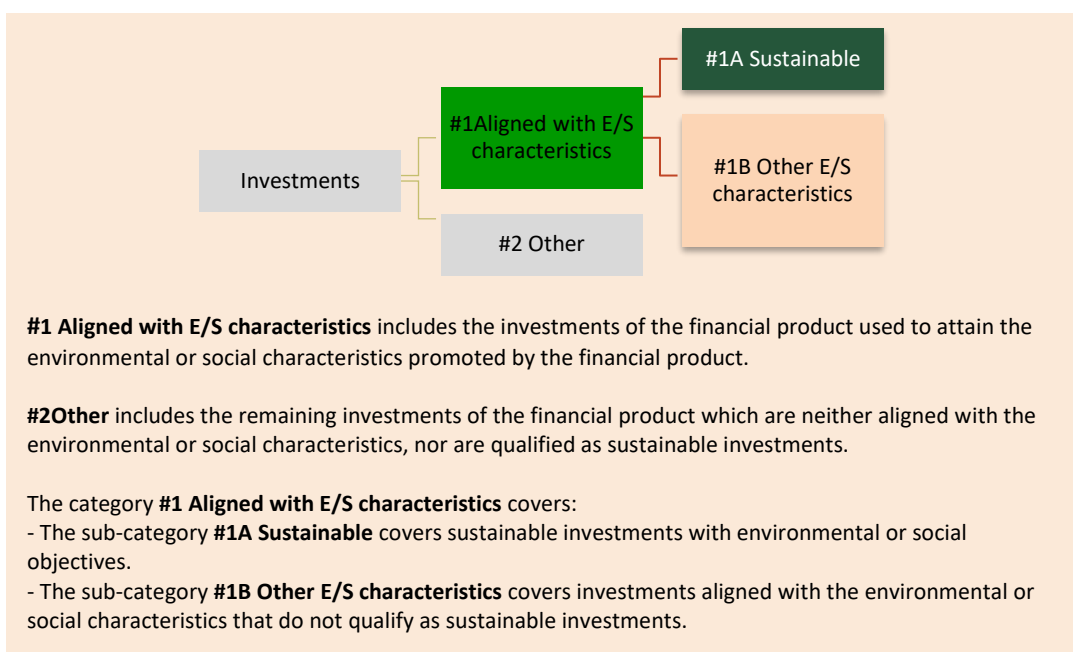 #1A Sustainable
#1Aligned with E/S
characteristics
#1B Other E/S
characteristics
Investments
#2 Other
#1 Aligned with E/S characteristics includes the investments of the financial product used to attain the
environmental or social characteristics promoted by the financial product.
#2Other includes the remaining investments of the financial product which are neither aligned with the
environmental or social characteristics, nor are qualified as sustainable investments.
The category #1 Aligned with E/S characteristics covers:
- The sub-category #1A Sustainable covers sustainable investments with environmental or social
objectives.
- The sub-category #1B Other E/S characteristics covers investments aligned with the environmental or
social characteristics that do not qualify as sustainable investments.